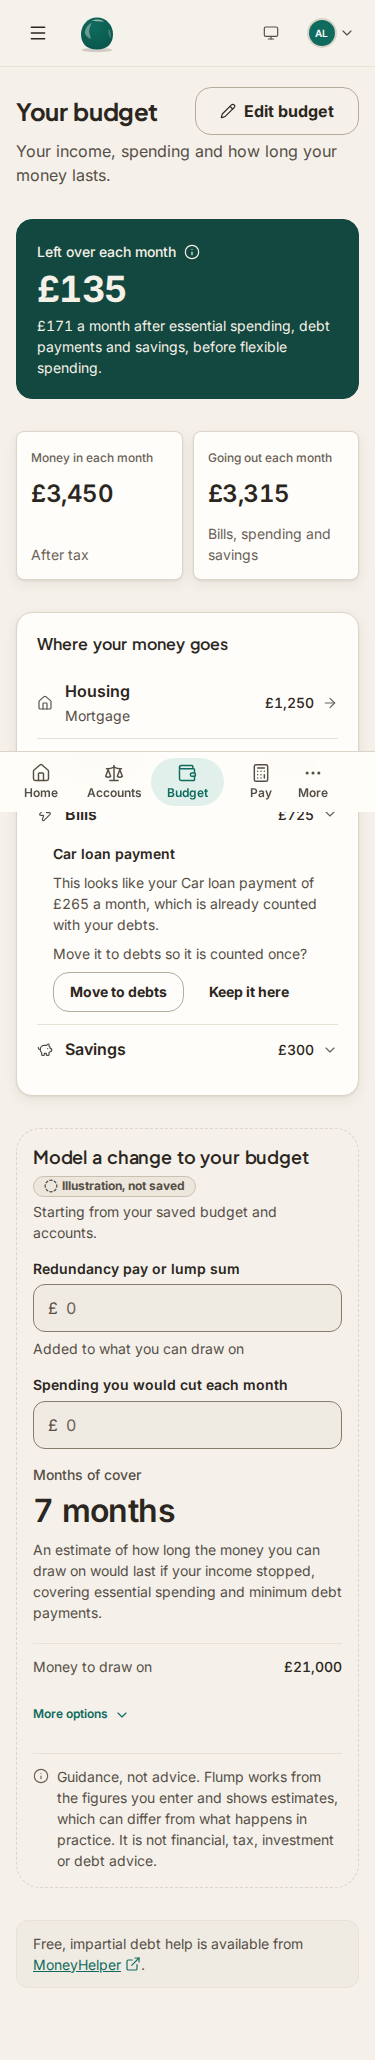 AL
Your budget
Edit budget
Your income, spending and how long your
money lasts.
Left over each month
£135
£171 a month after essential spending, debt
payments and savings, before flexible
spending.
Money in each month
£3,450
After tax
Going out each month
£3,315
Bills, spending and
savings
Where your money goes
Housing
£1,250
Mortgage
Home
Accounts
Budget
Pay
More
Bills
£725
Car loan payment
This looks like your Car loan payment of
£265 a month, which is already counted
with your debts.
Move it to debts so it is counted once?
Move to debts
Keep it here
Savings
£300
Model a change to your budget
Illustration, not saved
Starting from your saved budget and
accounts.
Redundancy pay or lump sum
£ 0
Added to what you can draw on
Spending you would cut each month
£ 0
Months of cover
7 months
An estimate of how long the money you can
draw on would last if your income stopped,
covering essential spending and minimum debt
payments.
Money to draw on
£21,000
More options
Guidance, not advice. Flump works from
the figures you enter and shows estimates,
which can differ from what happens in
practice. It is not financial, tax, investment
or debt advice.
Free, impartial debt help is available from
MoneyHelper .